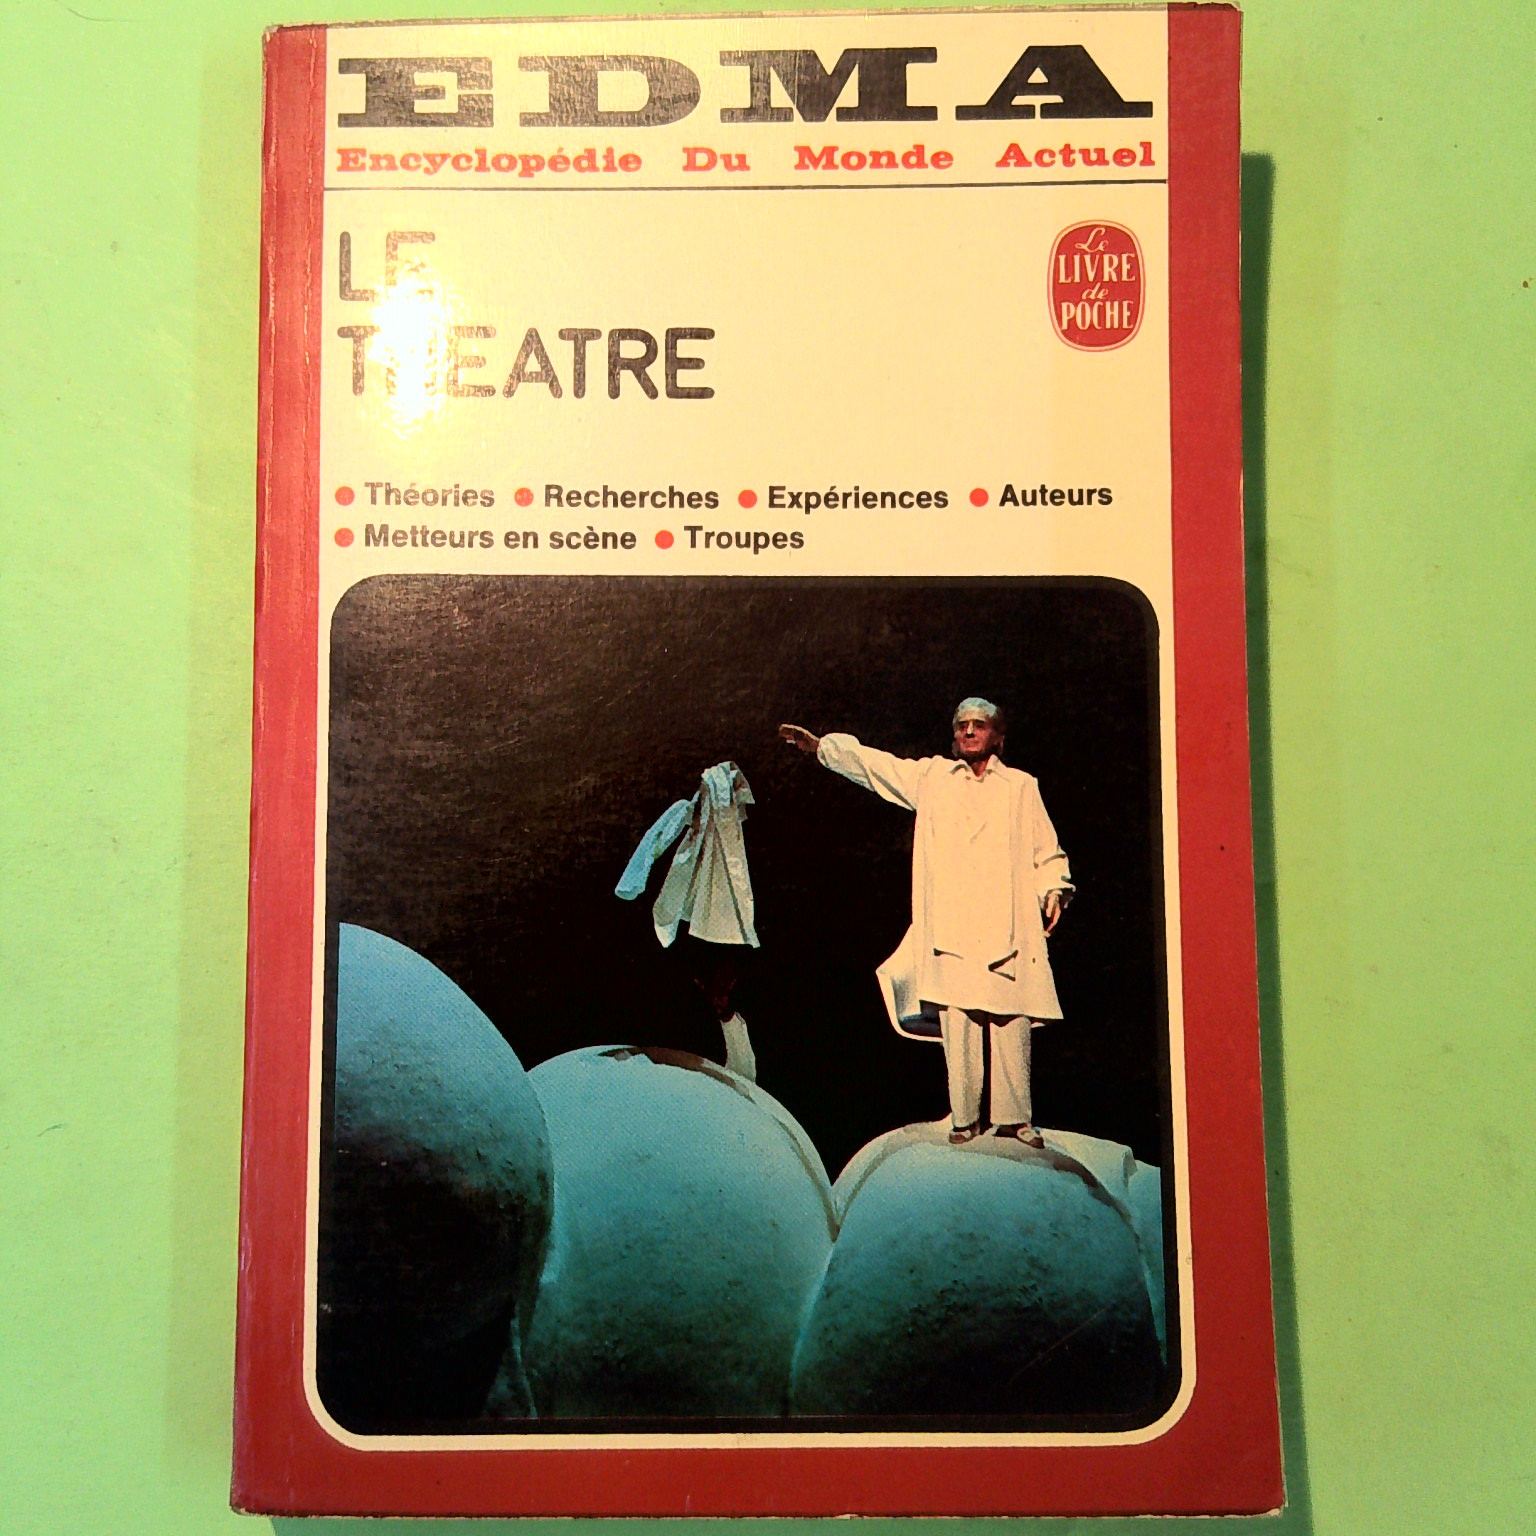 EDMA
Encyclopédie Du Monde Actuel
LE
THEATRE
Le
LIVRE
de
POCHE
• Théories • Recherches • Expériences • Auteurs
• Metteurs en scène • Troupes